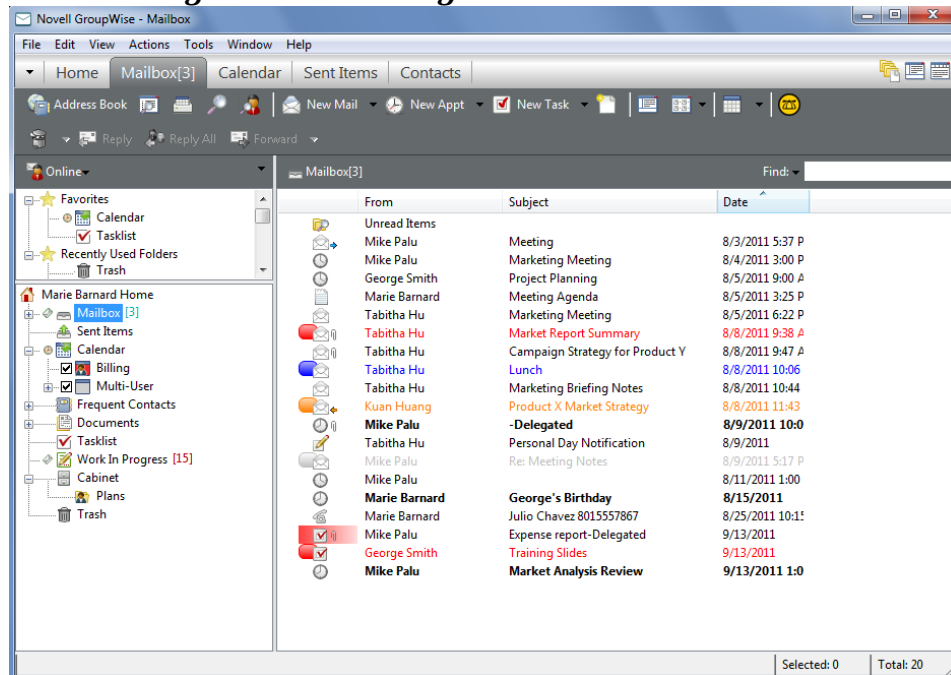 Novell GroupWise - Mailbox
File Edit View Actions Tools Window Help
Home Mailbox[3] Calendar Sent Items Contacts
Address Book New Mail New Appt New Task
Reply Reply All Forward
Online Mailbox[3] Find:
Favorites
Calendar
Tasklist
Recently Used Folders
Trash
Marie Barnard Home
Mailbox [3]
Sent Items
Calendar
Billing
Multi-User
Frequent Contacts
Documents
Tasklist
Work In Progress [15]
Cabinet
Plans
Trash
From Subject Date
Unread Items
Mike Palu Meeting 8/3/2011 5:37 P
Mike Palu Marketing Meeting 8/4/2011 3:00 P
George Smith Project Planning 8/5/2011 9:00 A
Marie Barnard Meeting Agenda 8/5/2011 3:25 P
Tabitha Hu Marketing Meeting 8/5/2011 6:22 P
Tabitha Hu Market Report Summary 8/8/2011 9:38 A
Tabitha Hu Campaign Strategy for Product Y 8/8/2011 9:47 A
Tabitha Hu Lunch 8/8/2011 10:06
Tabitha Hu Marketing Briefing Notes 8/8/2011 10:44
Kuan Huang Product X Market Strategy 8/8/2011 11:43
Mike Palu -Delegated 8/9/2011 10:0
Tabitha Hu Personal Day Notification 8/9/2011
Mike Palu Re: Meeting Notes 8/9/2011 5:17 P
Mike Palu 8/11/2011 1:00
Marie Barnard George's Birthday 8/15/2011
Marie Barnard Julio Chavez 8015557867 8/25/2011 10:15
Mike Palu Expense report-Delegated 9/13/2011
George Smith Training Slides 9/13/2011
Mike Palu Market Analysis Review 9/13/2011 1:0
Selected: 0 Total: 20